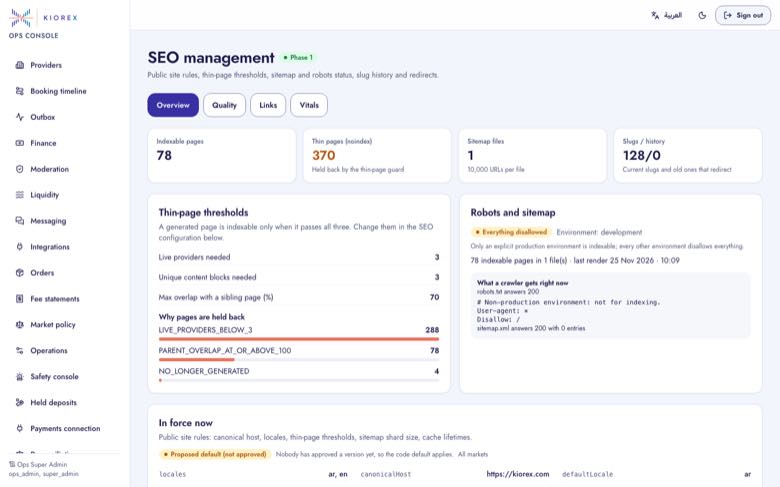 KIOREX
OPS CONSOLE
Providers
Booking timeline
Outbox
Finance
Moderation
Liquidity
Messaging
Integrations
Orders
Fee statements
Market policy
Operations
Safety console
Held deposits
Payments connection
Ops Super Admin
ops_admin, super_admin
العربية
Sign out
SEO management
Phase 1
Public site rules, thin-page thresholds, sitemap and robots status, slug history and redirects.
Overview
Quality
Links
Vitals
Indexable pages
78
Thin pages (noindex)
370
Held back by the thin-page guard
Sitemap files
1
10,000 URLs per file
Slugs / history
128/0
Current slugs and old ones that redirect
Thin-page thresholds
A generated page is indexable only when it passes all three. Change them in the SEO
configuration below.
Live providers needed 3
Unique content blocks needed 3
Max overlap with a sibling page (%) 70
Why pages are held back
LIVE_PROVIDERS_BELOW_3 288
PARENT_OVERLAP_AT_OR_ABOVE_100 78
NO_LONGER_GENERATED 4
Robots and sitemap
Everything disallowed Environment: development
Only an explicit production environment is indexable; every other environment disallows everything.
78 indexable pages in 1 file(s) · last render 25 Nov 2026 · 10:09
What a crawler gets right now
robots.txt answers 200
# Non-production environment: not for indexing.
User-agent: *
Disallow: /
sitemap.xml answers 200 with 0 entries
In force now
Public site rules: canonical host, locales, thin-page thresholds, sitemap shard size, cache lifetimes.
Proposed default (not approved) Nobody has approved a version yet, so the code default applies. All markets
locales ar, en canonicalHost https://kiorex.com defaultLocale ar